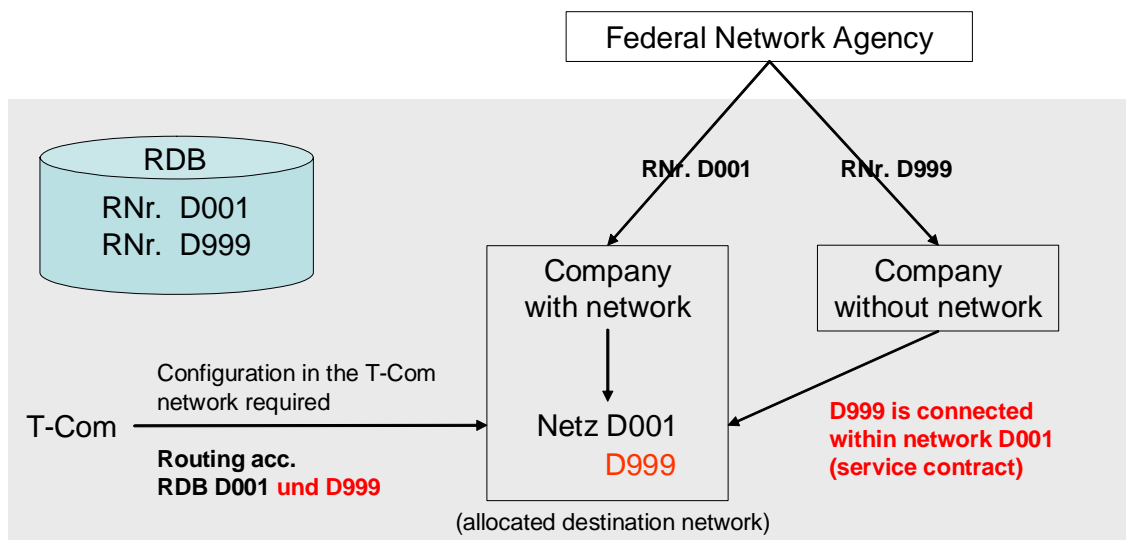 Federal Network Agency
RDB
RNr. D001
RNr. D999
RNr. D001
RNr. D999
Company
with network
Company
without network
Configuration in the T-Com
network required
T-Com
Routing acc.
RDB D001 und D999
Netz D001
D999
D999 is connected
within network D001
(service contract)
(allocated destination network)